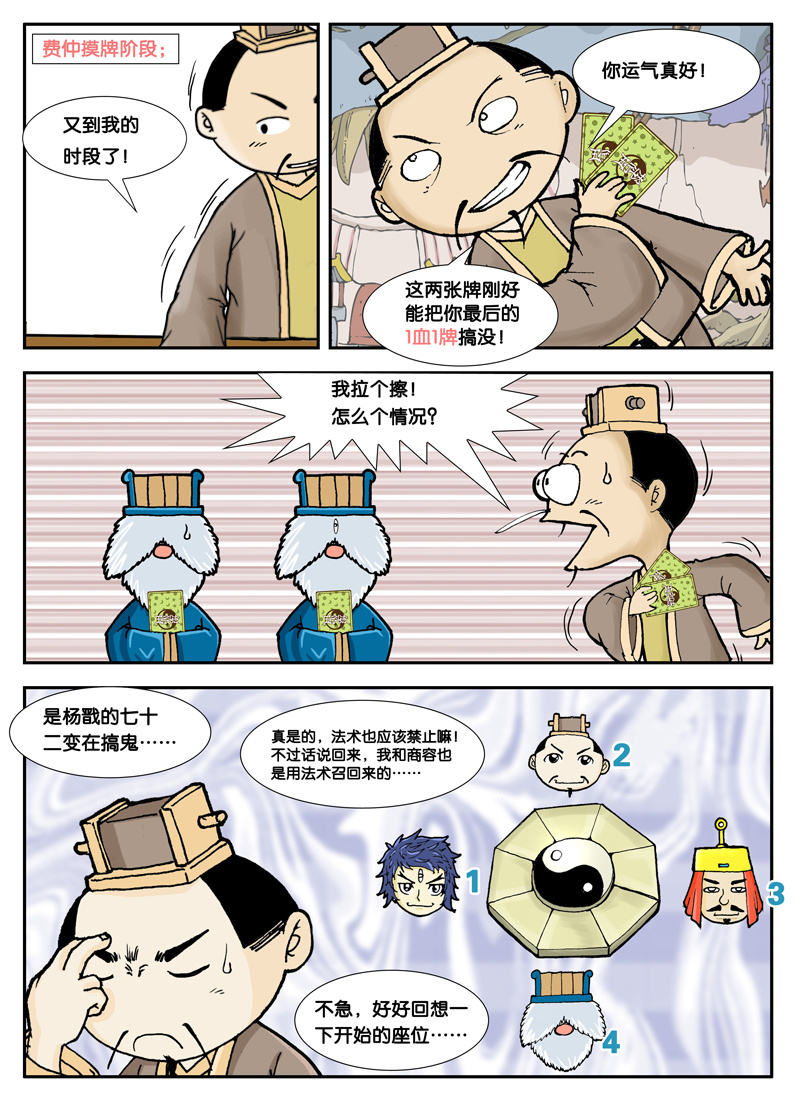 费仲摸牌阶段；
又到我的
时段了！
你运气真好！
这两张牌刚好
能把你最后的
1血1牌搞没！
我拉个擦！
怎么个情况？
是杨戬的七十
二变在搞鬼……
真是的，法术也应该禁止嘛！
不过话说回来，我和商容也
是用法术召回来的……
2
1
3
4
不急，好好回想一
下开始的座位……